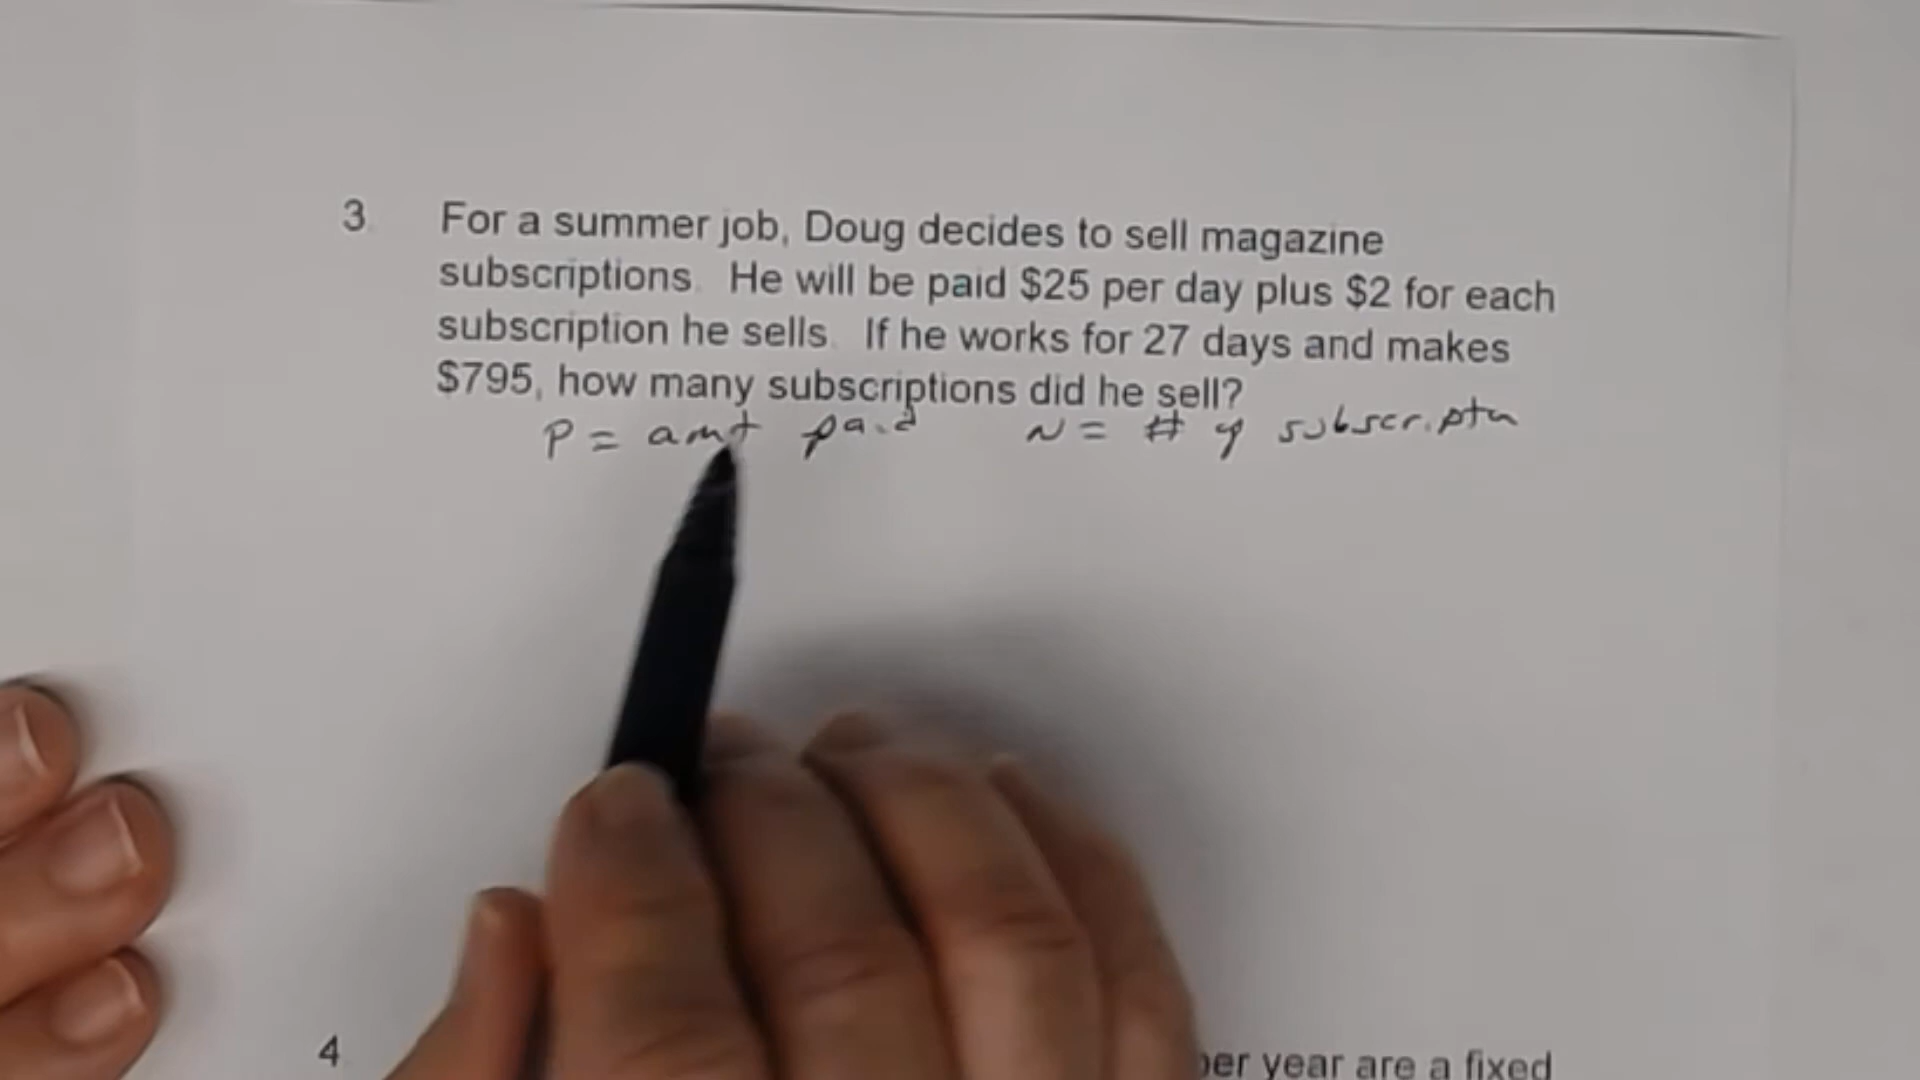 3. For a summer job, Doug decides to sell magazine
subscriptions. He will be paid $25 per day plus $2 for each
subscription he sells. If he works for 27 days and makes
$795, how many subscriptions did he sell?
P = amt paid N = # of subscriptn
4 per year are a fixed